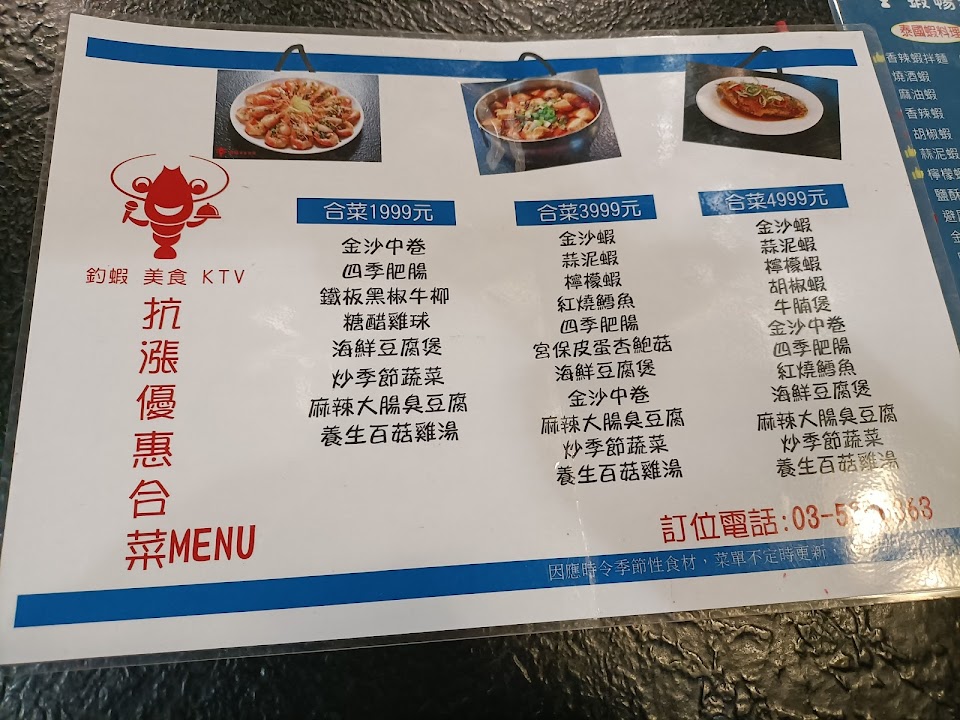 釣蝦 美食 KTV
抗漲優惠合菜MENU
合菜1999元
金沙中卷
四季肥腸
鐵板黑椒牛柳
糖醋雞球
海鮮豆腐煲
炒季節蔬菜
麻辣大腸臭豆腐
養生百菇雞湯
合菜3999元
金沙蝦
蒜泥蝦
檸檬蝦
紅燒鱈魚
四季肥腸
宮保皮蛋杏鮑菇
海鮮豆腐煲
金沙中卷
麻辣大腸臭豆腐
炒季節蔬菜
養生百菇雞湯
合菜4999元
金沙蝦
蒜泥蝦
檸檬蝦
胡椒蝦
牛腩煲
金沙中卷
四季肥腸
紅燒鱈魚
海鮮豆腐煲
麻辣大腸臭豆腐
炒季節蔬菜
養生百菇雞湯
訂位電話:03-5
因應時令季節性食材，菜單不定時更新，
泰國蝦料理
香辣蝦拌麵
燒酒蝦
麻油蝦
香辣蝦
胡椒蝦
蒜泥蝦
檸檬蝦
鹽酥